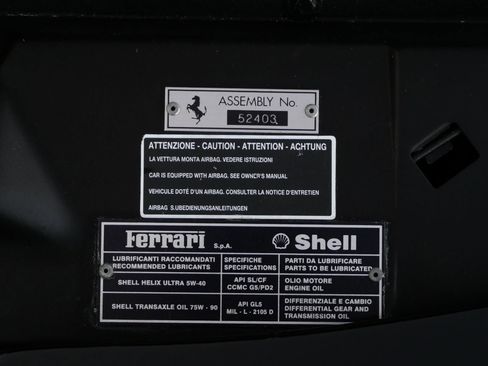 ASSEMBLY No.
52403
ATTENZIONE - CAUTION - ATTENTION - ACHTUNG
LA VETTURA MONTA AIRBAG. VEDERE ISTRUZIONI
CAR IS EQUIPPED WITH AIRBAG, SEE OWNER'S MANUAL
VEHICULE DOTÉ D'UN AIRBAG. CONSULTER LA NOTICE D'ENTRETIEN
AIRBAG S.UBEDIENUNGSANLEITUNGEN
Ferrari S.p.A. Shell
LUBRIFICANTI RACCOMANDATI SPECIFICHE PARTI DA LUBRIFICARE
RECOMMENDED LUBRICANTS SPECIFICATIONS PARTS TO BE LUBRICATED
SHELL HELIX ULTRA 5W-40 API SL/CF OLIO MOTORE
CCMC G5/PD2 ENGINE OIL
SHELL TRANSAXLE OIL 75W - 90 API GL5 DIFFERENZIALE E CAMBIO
MIL - L - 2105 D DIFFERENTIAL GEAR AND
TRANSMISSION OIL